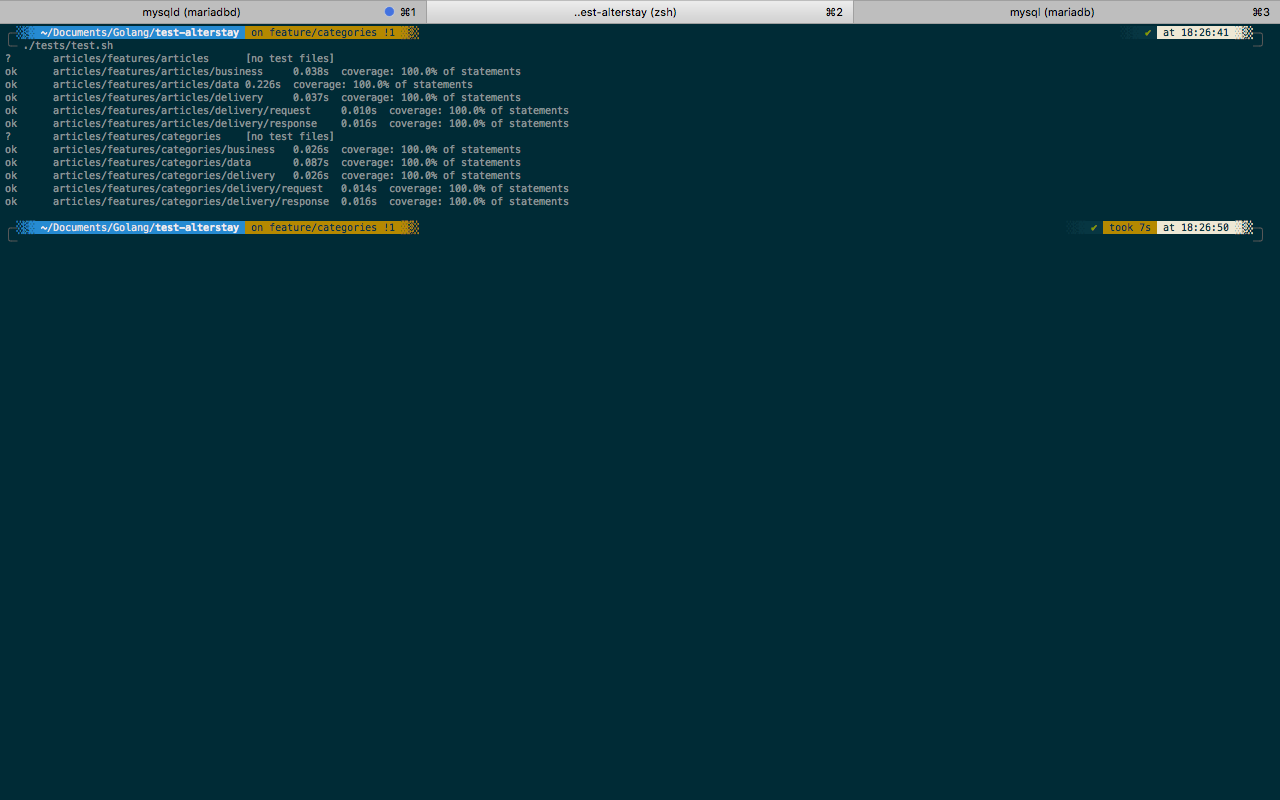 mysqld (mariadbd) ⌘1 ..est-alterstay (zsh) ⌘2 mysql (mariadb) ⌘3
~/Documents/Golang/test-alterstay on feature/categories !1 ✔ at 18:26:41
./tests/test.sh
? articles/features/articles [no test files]
ok articles/features/articles/business 0.038s coverage: 100.0% of statements
ok articles/features/articles/data 0.226s coverage: 100.0% of statements
ok articles/features/articles/delivery 0.037s coverage: 100.0% of statements
ok articles/features/articles/delivery/request 0.010s coverage: 100.0% of statements
ok articles/features/articles/delivery/response 0.016s coverage: 100.0% of statements
? articles/features/categories [no test files]
ok articles/features/categories/business 0.026s coverage: 100.0% of statements
ok articles/features/categories/data 0.087s coverage: 100.0% of statements
ok articles/features/categories/delivery 0.026s coverage: 100.0% of statements
ok articles/features/categories/delivery/request 0.014s coverage: 100.0% of statements
ok articles/features/categories/delivery/response 0.016s coverage: 100.0% of statements
~/Documents/Golang/test-alterstay on feature/categories !1 ✔ took 7s at 18:26:50